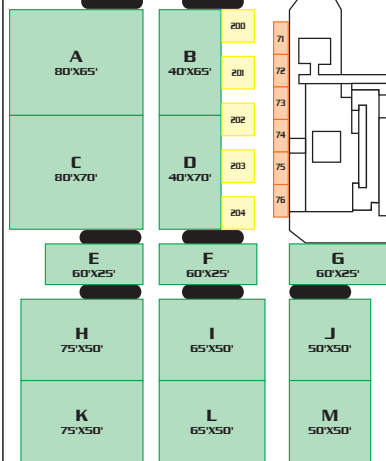 A
80'X65'
B
40'X65'
200
201
202
203
204
71
72
73
74
75
76
C
80'X70'
D
40'X70'
E
60'X25'
F
60'X25'
G
60'X25'
H
75'X50'
I
65'X50'
J
50'X50'
K
75'X50'
L
65'X50'
M
50'X50'